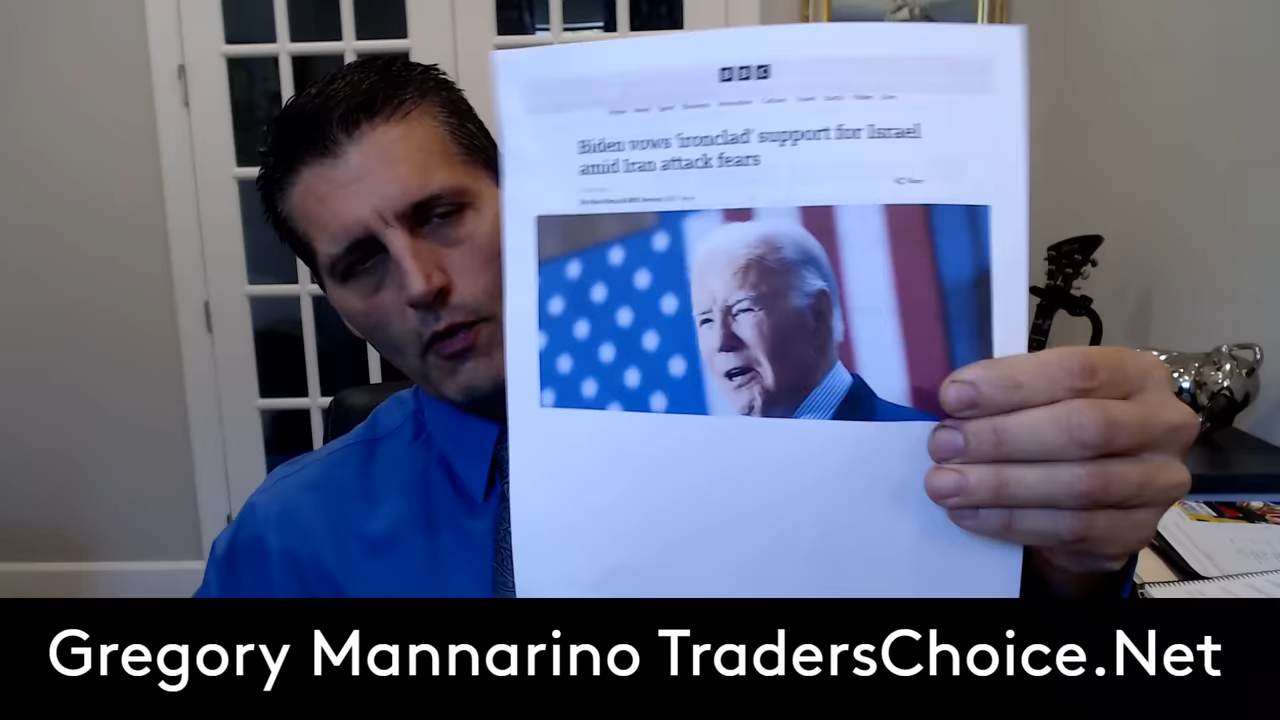 BBC
Biden vows 'ironclad' support for Israel
amid Iran attack fears
Gregory Mannarino TradersChoice.Net